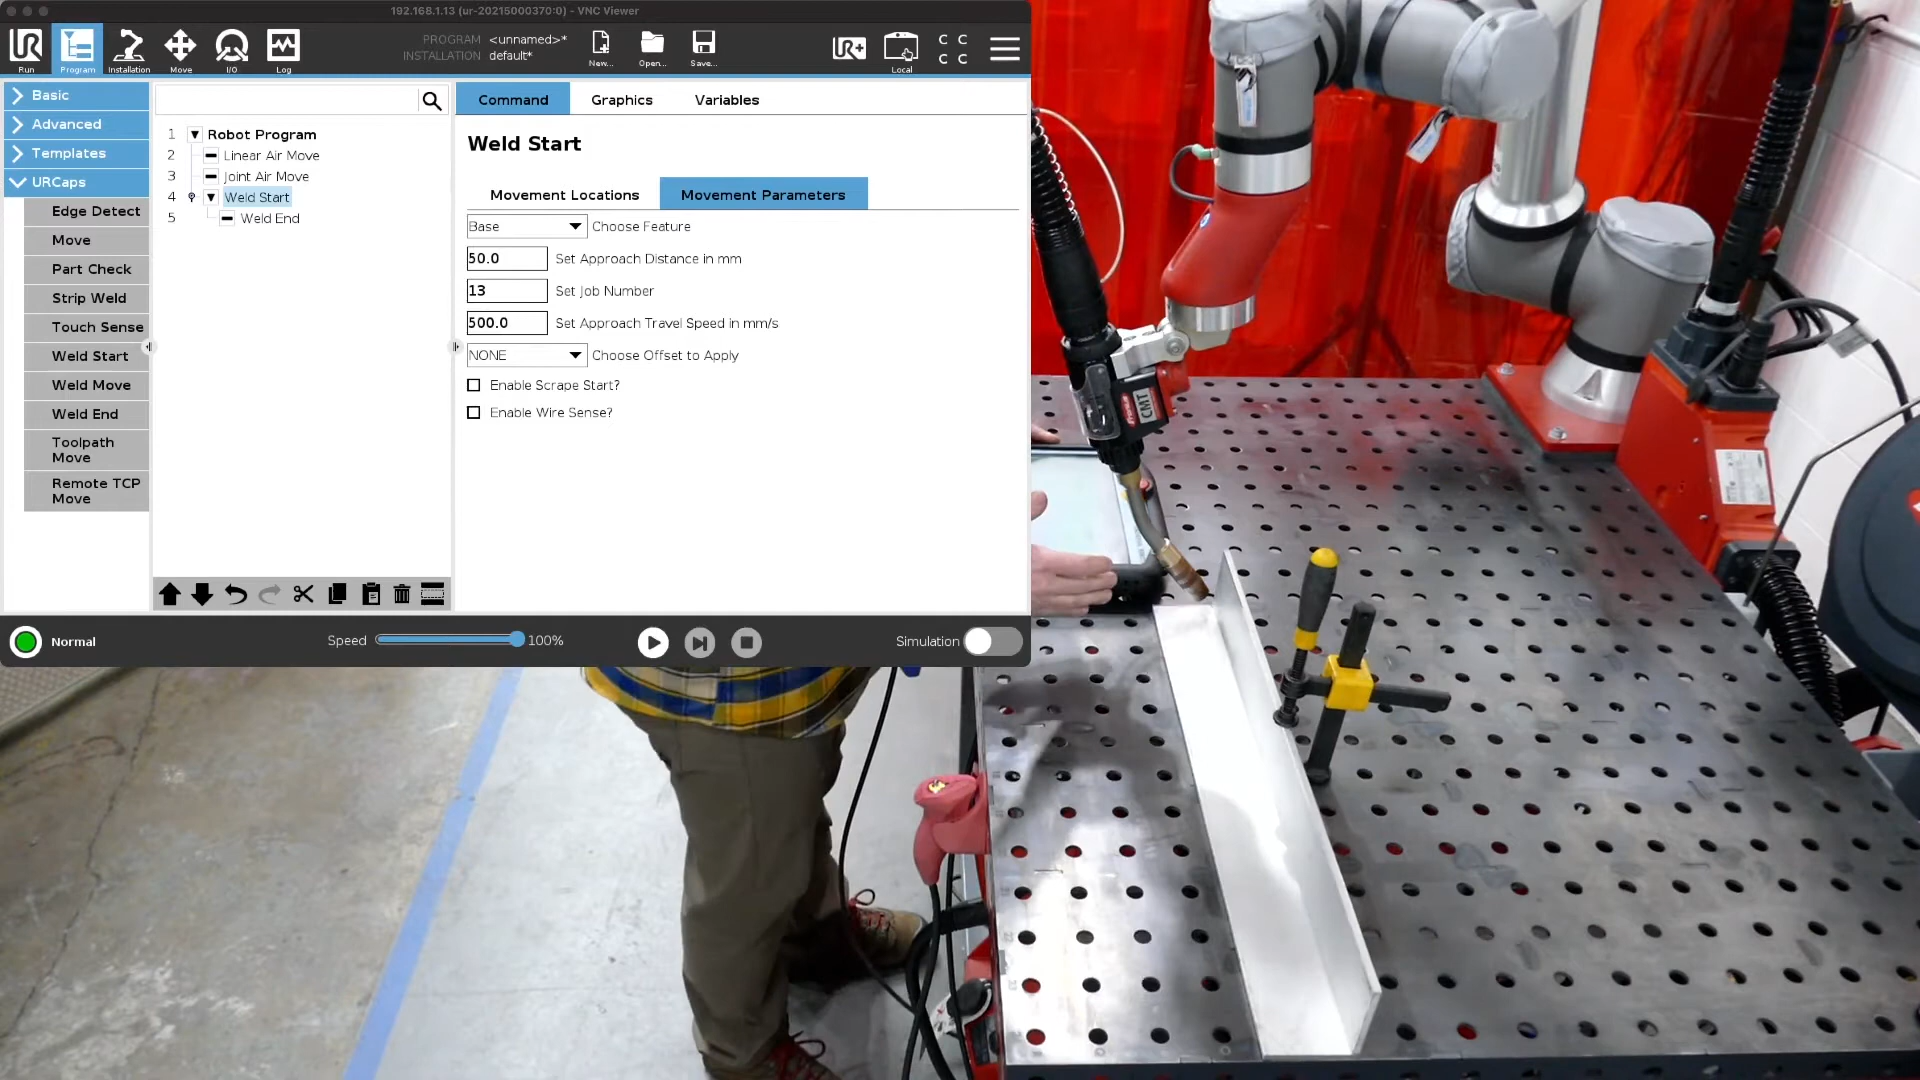 192.168.1.13 (ur-20215000370:0) - VNC Viewer
Run
Program
Installation
Move
I/O
Log
PROGRAM <unnamed>*
INSTALLATION default*
New...
Open...
Save...
UR+
Local
C C
C C
Basic
Advanced
Templates
URCaps
Edge Detect
Move
Part Check
Strip Weld
Touch Sense
Weld Start
Weld Move
Weld End
Toolpath
Move
Remote TCP
Move
1 Robot Program
2 Linear Air Move
3 Joint Air Move
4 Weld Start
5 Weld End
Command Graphics Variables
Weld Start
Movement Locations Movement Parameters
Base Choose Feature
50.0 Set Approach Distance in mm
13 Set Job Number
500.0 Set Approach Travel Speed in mm/s
NONE Choose Offset to Apply
Enable Scrape Start?
Enable Wire Sense?
Normal
Speed 100%
Simulation
Fronius
CMT